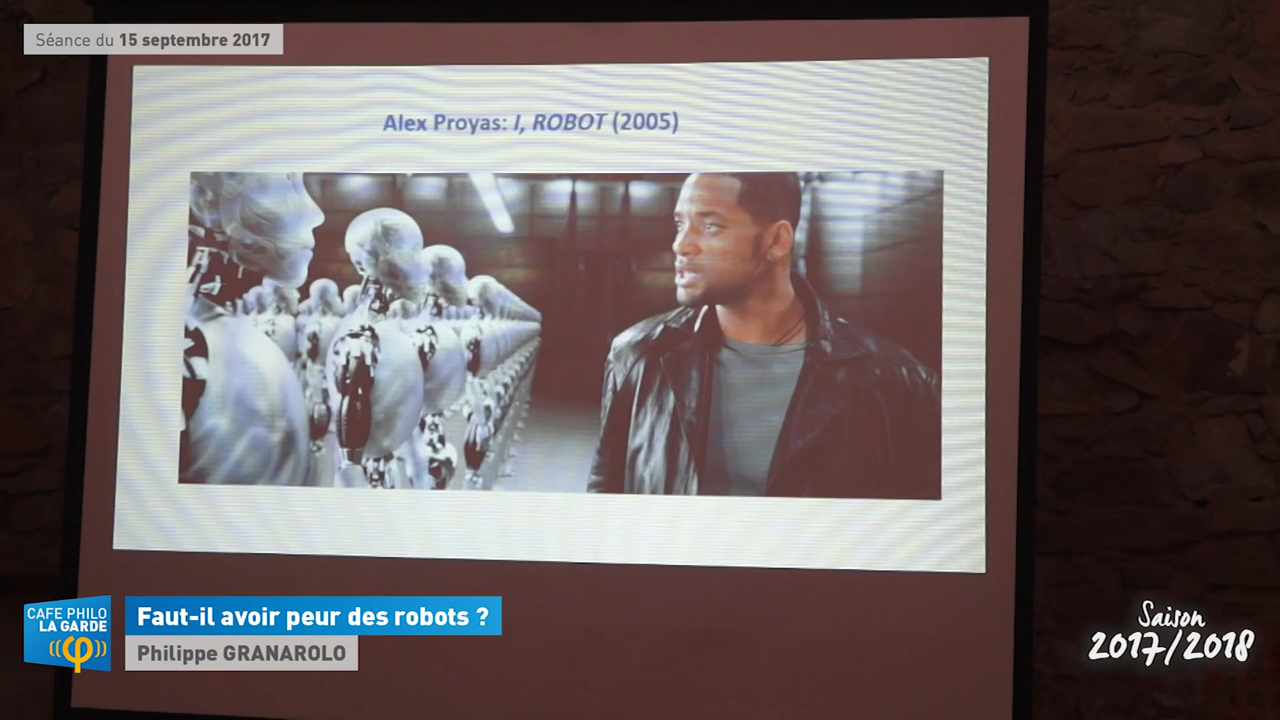 Séance du 15 septembre 2017
Alex Proyas: I, ROBOT (2005)
CAFE PHILO
LA GARDE
Faut-il avoir peur des robots ?
Philippe GRANAROLO
Saison
2017/2018